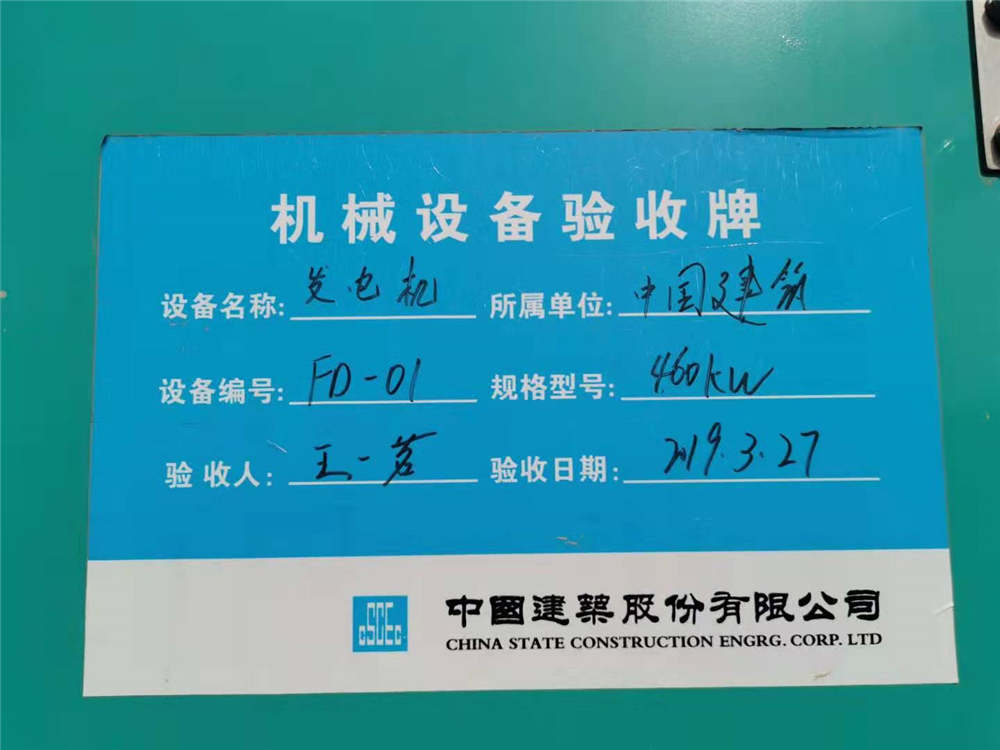 机械设备验收牌
设备名称: 发电机 所属单位: 中国建筑
设备编号: FD-01 规格型号: 460kW
验收人: 王一茗 验收日期: 2019.3.27
CSCEC 中國建築股份有限公司
CHINA STATE CONSTRUCTION ENGRG. CORP. LTD